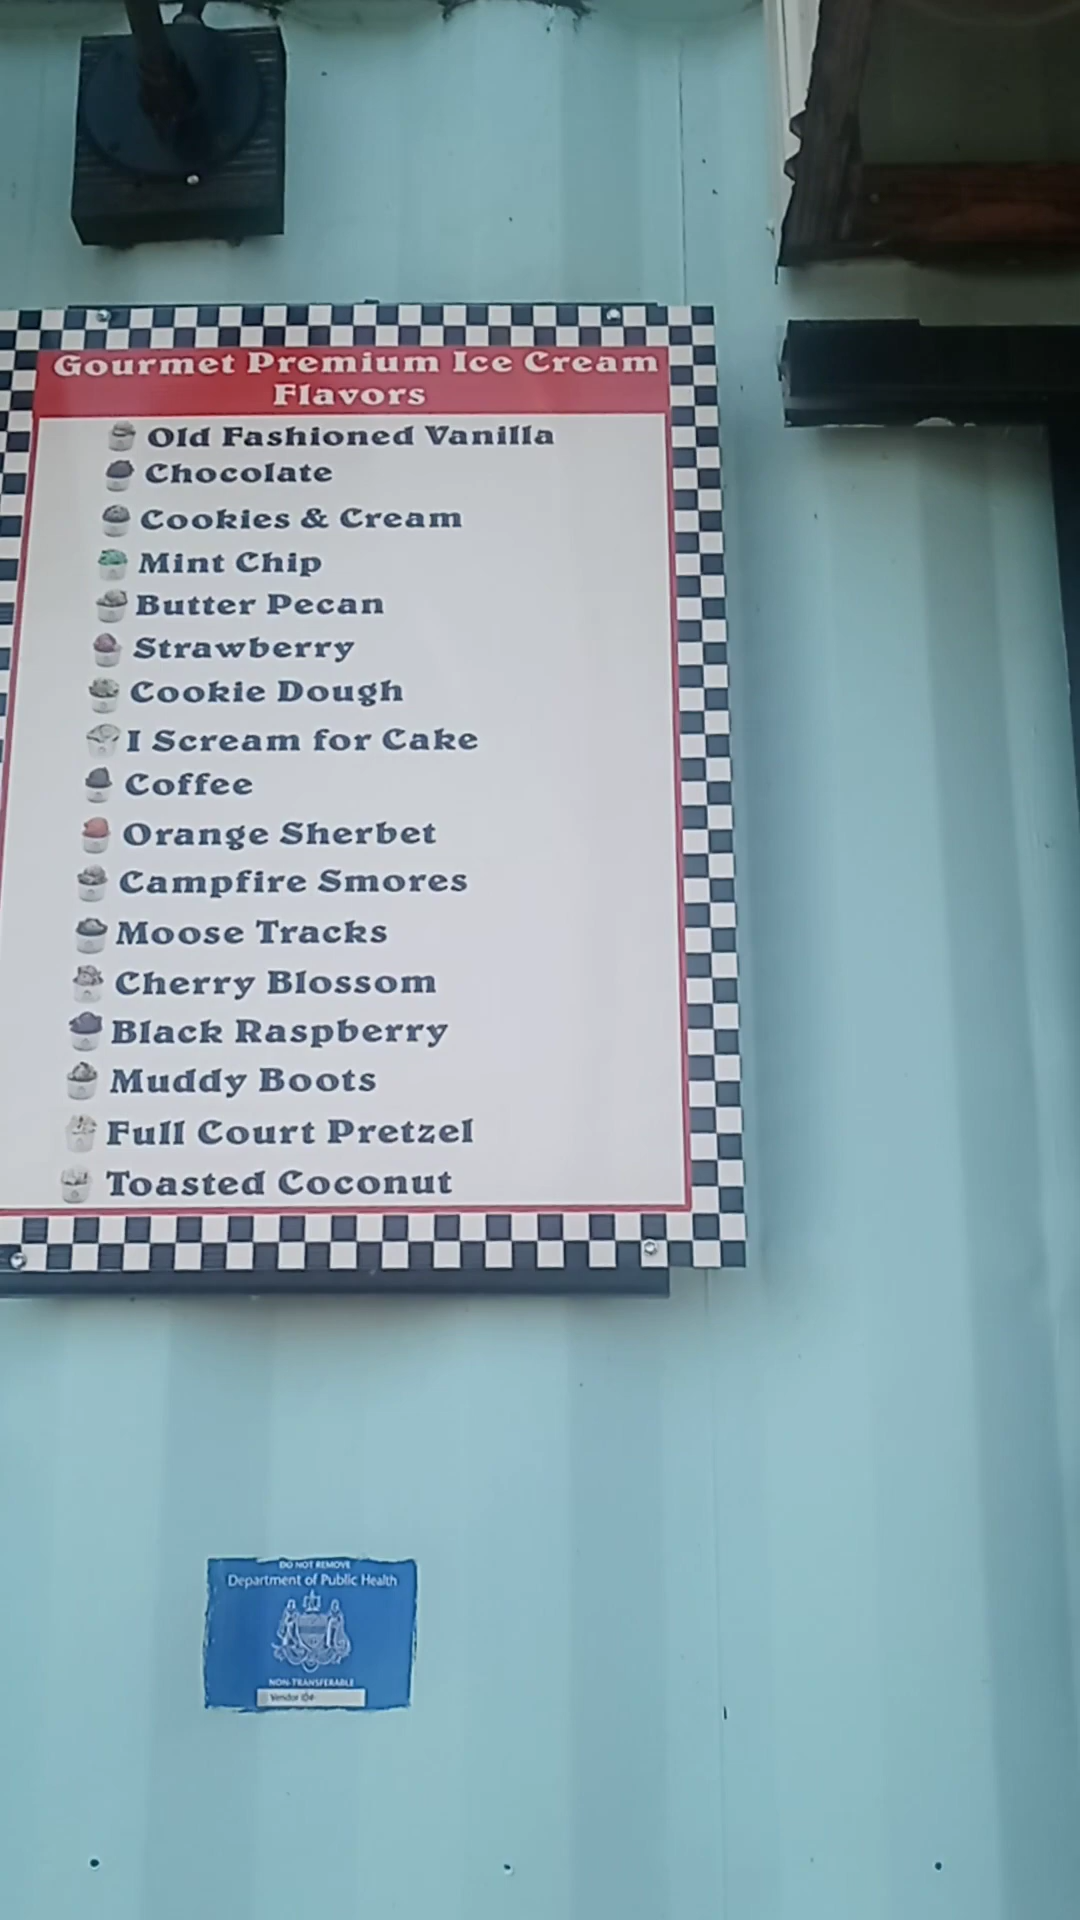 Gourmet Premium Ice Cream
Flavors
Old Fashioned Vanilla
Chocolate
Cookies & Cream
Mint Chip
Butter Pecan
Strawberry
Cookie Dough
I Scream for Cake
Coffee
Orange Sherbet
Campfire Smores
Moose Tracks
Cherry Blossom
Black Raspberry
Muddy Boots
Full Court Pretzel
Toasted Coconut
DO NOT REMOVE
Department of Public Health
NON-TRANSFERABLE
Vendor ID#